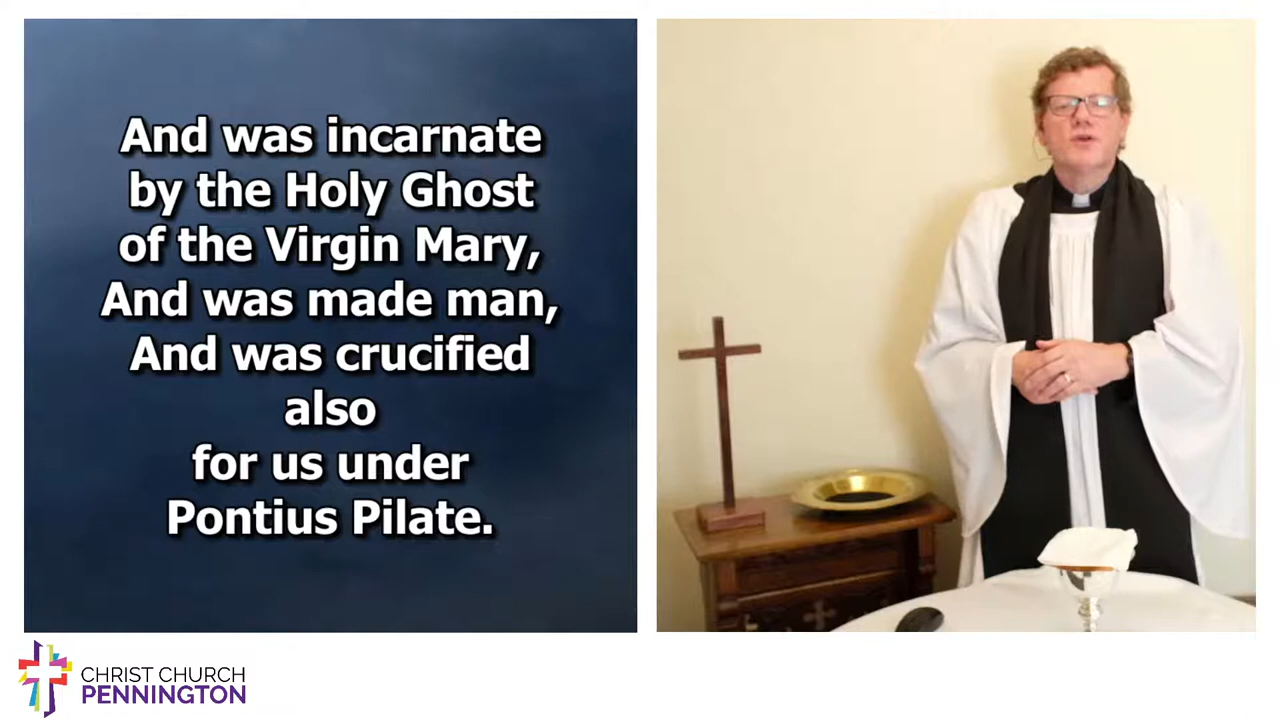 And was incarnate
by the Holy Ghost
of the Virgin Mary,
And was made man,
And was crucified
also
for us under
Pontius Pilate.
CHRIST CHURCH
PENNINGTON